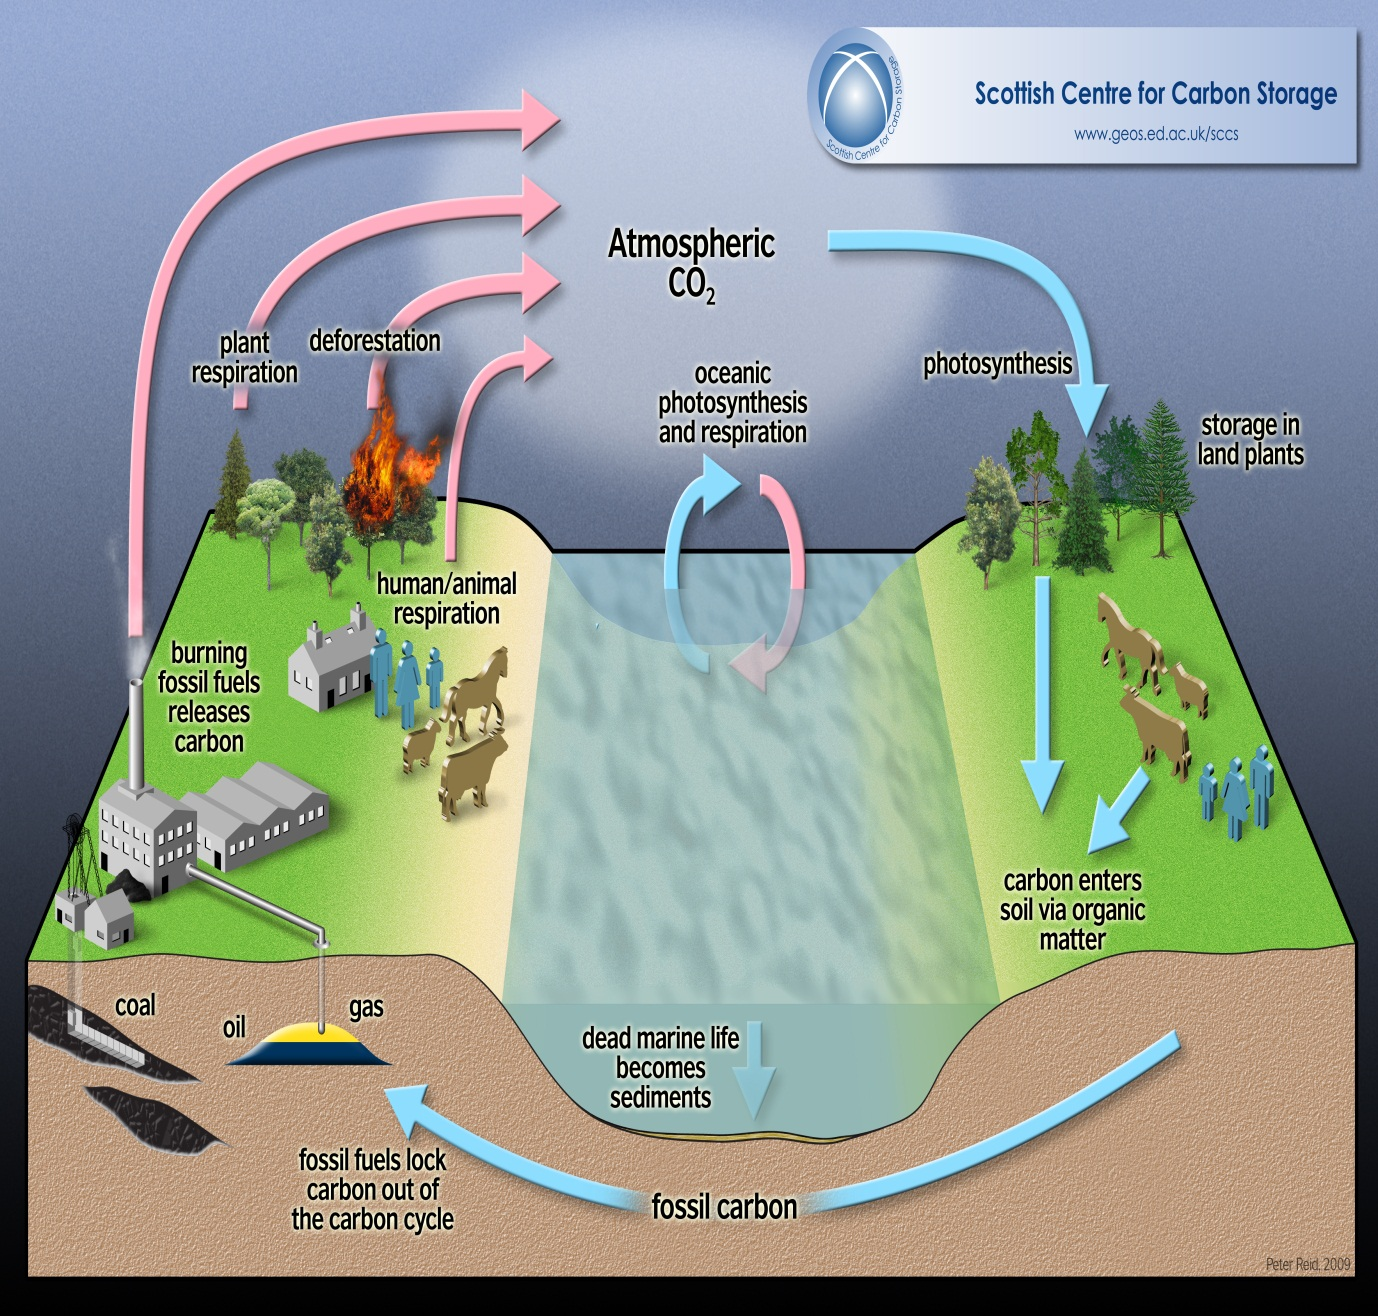 Scottish Centre for Carbon Storage
www.geos.ed.ac.uk/sccs
Scottish Centre for Carbon Storage
Atmospheric
CO₂
plant
respiration
deforestation
oceanic
photosynthesis
and respiration
photosynthesis
storage in
land plants
human/animal
respiration
burning
fossil fuels
releases
carbon
carbon enters
soil via organic
matter
coal
oil
gas
dead marine life
becomes
sediments
fossil fuels lock
carbon out of
the carbon cycle
fossil carbon
Peter Reid. 2009